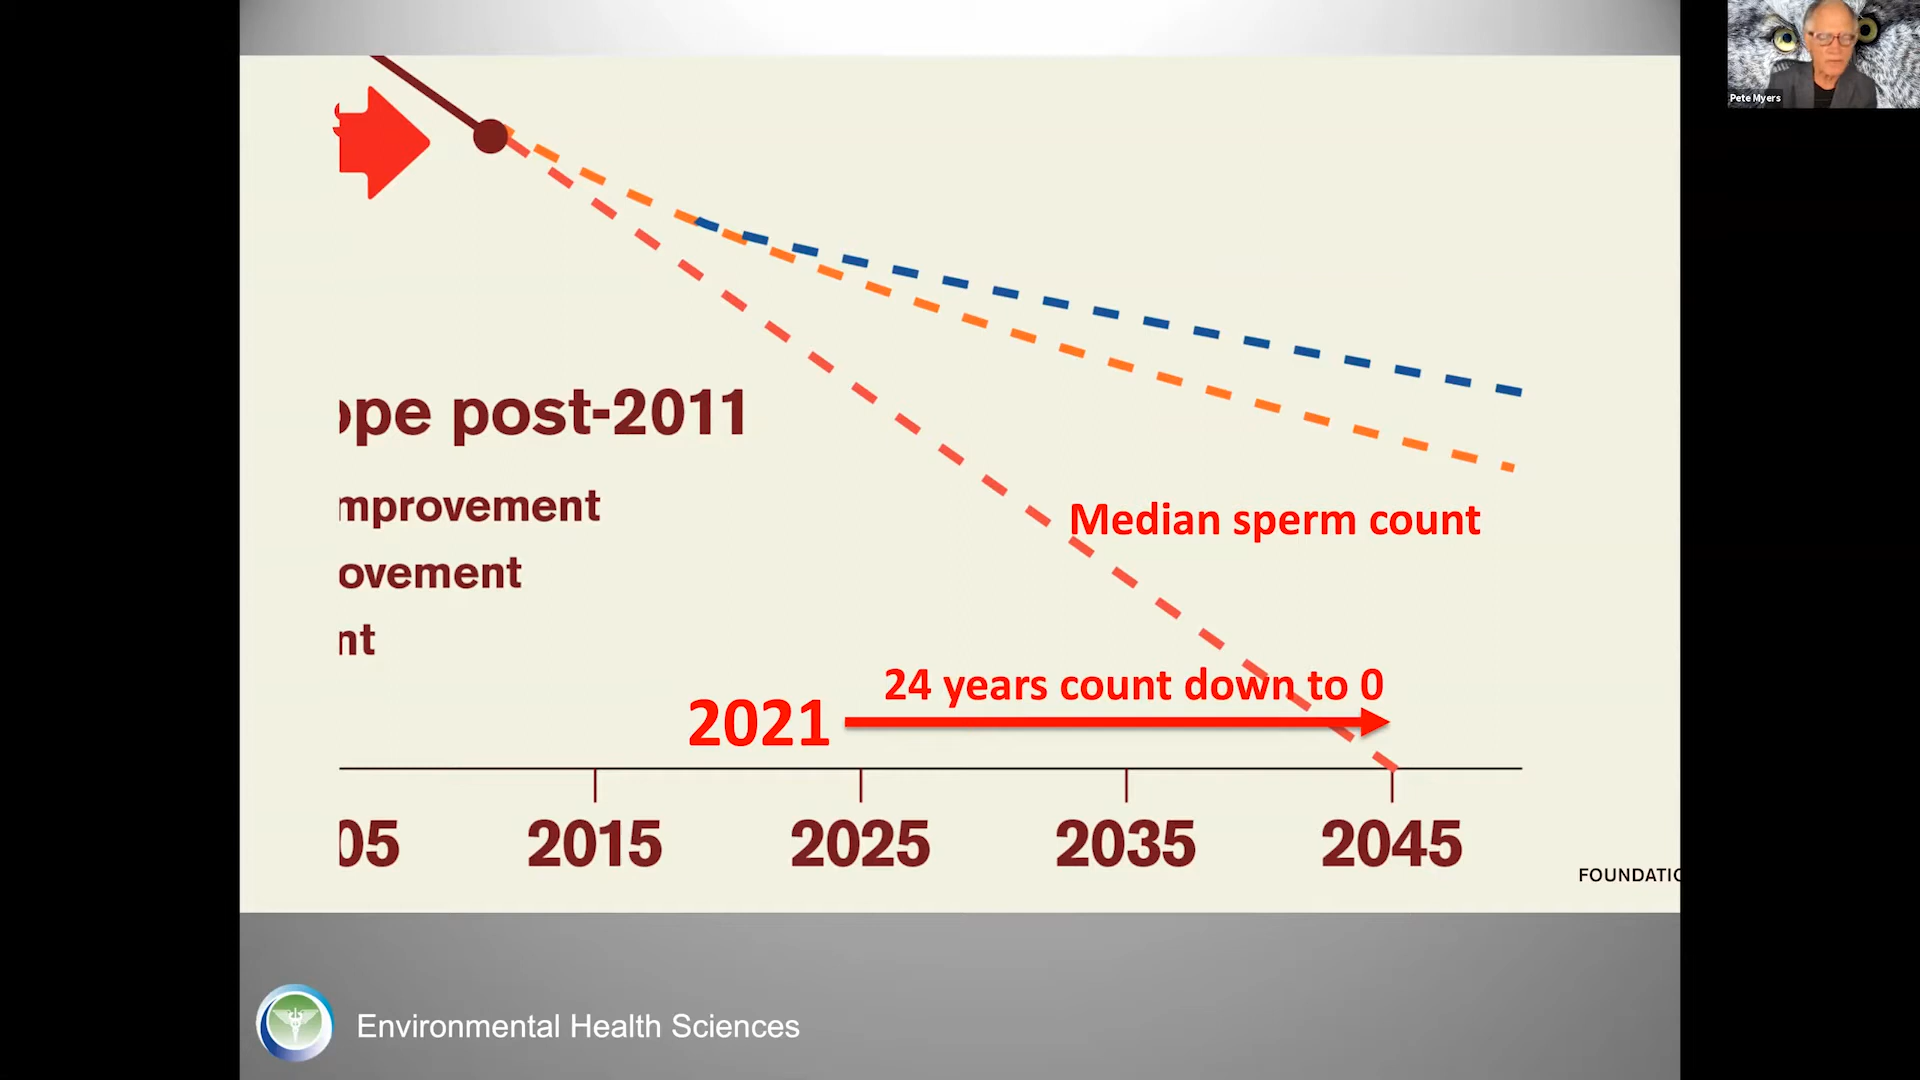 Pete Myers
ope post-2011
mprovement
ovement
nt
Median sperm count
24 years count down to 0
2021
05 2015 2025 2035 2045
FOUNDATIO
Environmental Health Sciences